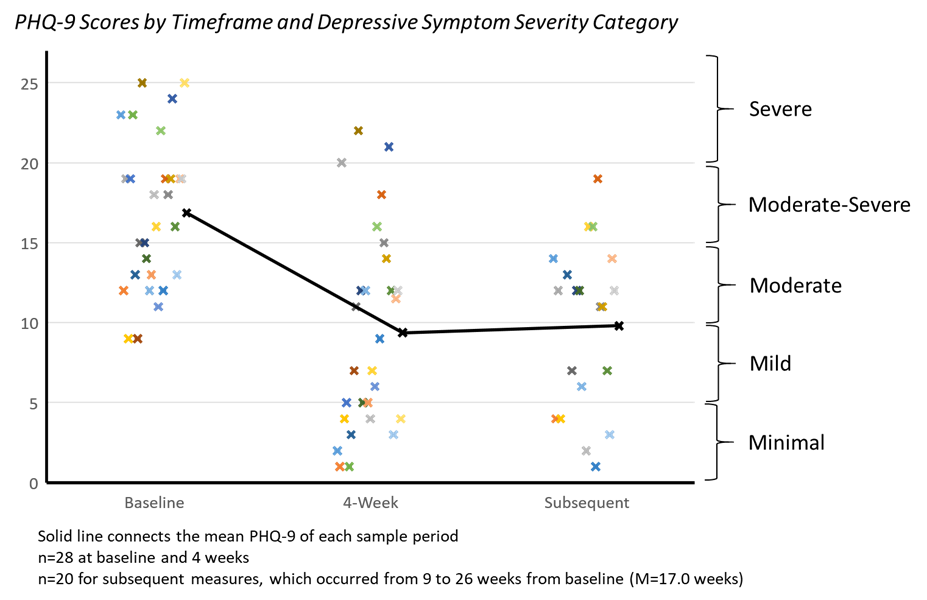 PHQ-9 Scores by Timeframe and Depressive Symptom Severity Category
25
20
15
10
5
0
Severe
Moderate-Severe
Moderate
Mild
Minimal
Baseline 4-Week Subsequent
Solid line connects the mean PHQ-9 of each sample period
n=28 at baseline and 4 weeks
n=20 for subsequent measures, which occurred from 9 to 26 weeks from baseline (M=17.0 weeks)